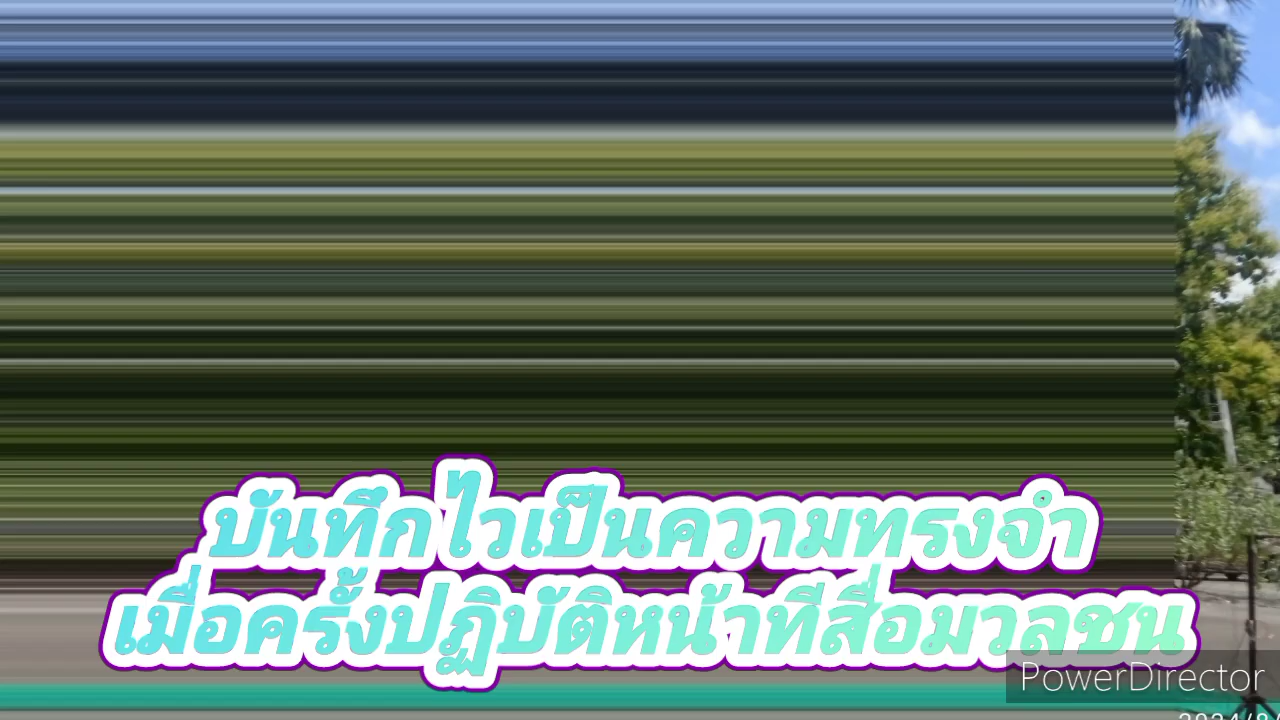 บันทึกไวเป็นความทรงจำ
เมื่อครั้งปฏิบัติหน้าทีสื่อมวลชน
PowerDirector